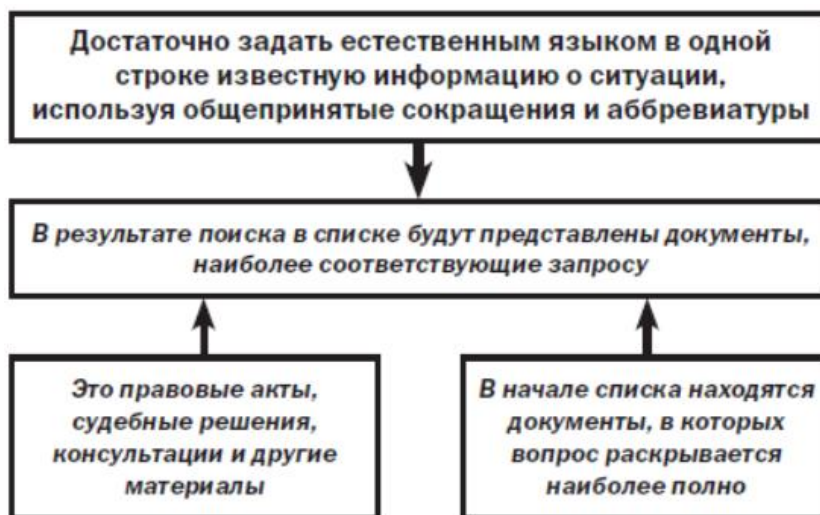 Достаточно задать естественным языком в одной
строке известную информацию о ситуации,
используя общепринятые сокращения и аббревиатуры
В результате поиска в списке будут представлены документы,
наиболее соответствующие запросу
Это правовые акты,
судебные решения,
консультации и другие
материалы
В начале списка находятся
документы, в которых
вопрос раскрывается
наиболее полно